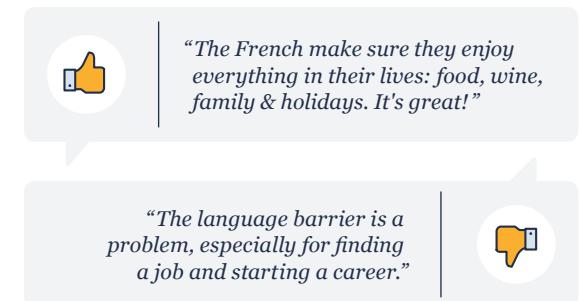 “The French make sure they enjoy
everything in their lives: food, wine,
family & holidays. It's great!”
“The language barrier is a
problem, especially for finding
a job and starting a career.”